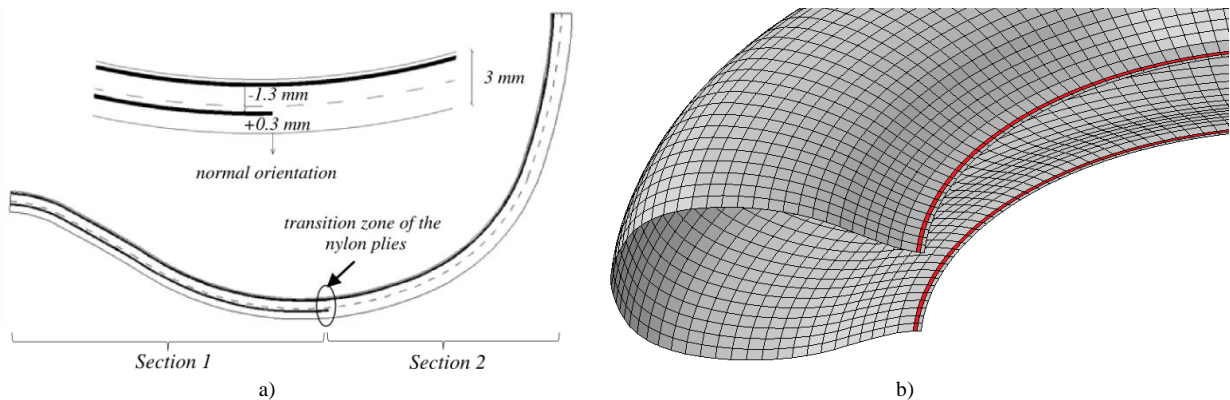 3 mm
-1.3 mm
+0.3 mm
normal orientation
transition zone of the
nylon plies
Section 1
Section 2
a)
b)